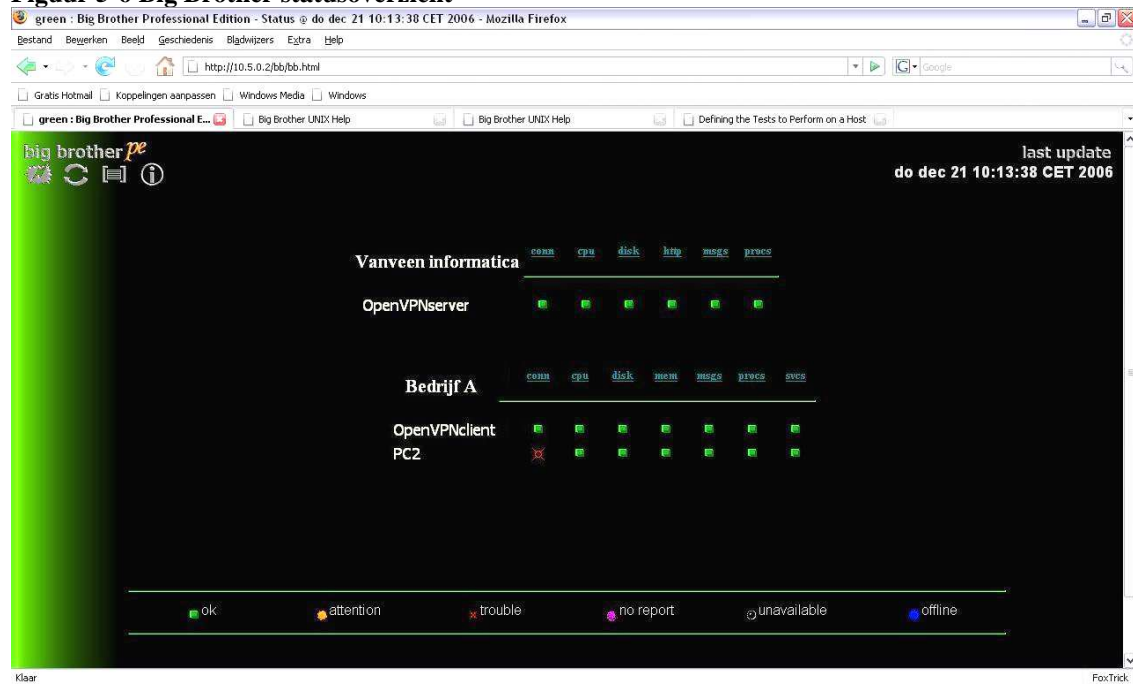 Figuur 5-6 Big Brother statusoverzicht
green : Big Brother Professional Edition - Status @ do dec 21 10:13:38 CET 2006 - Mozilla Firefox
Bestand Bewerken Beeld Geschiedenis Bladwijzers Extra Help
http://10.5.0.2/bb/bb.html
Google
Gratis Hotmail Koppelingen aanpassen Windows Media Windows
green : Big Brother Professional E... Big Brother UNIX Help Big Brother UNIX Help Defining the Tests to Perform on a Host
big brother pe
last update
do dec 21 10:13:38 CET 2006
Vanveen informatica conn cpu disk http msgs procs
OpenVPNserver
Bedrijf A conn cpu disk mem msgs procs svcs
OpenVPNclient
PC2
ok attention trouble no report unavailable offline
Klaar FoxTrick